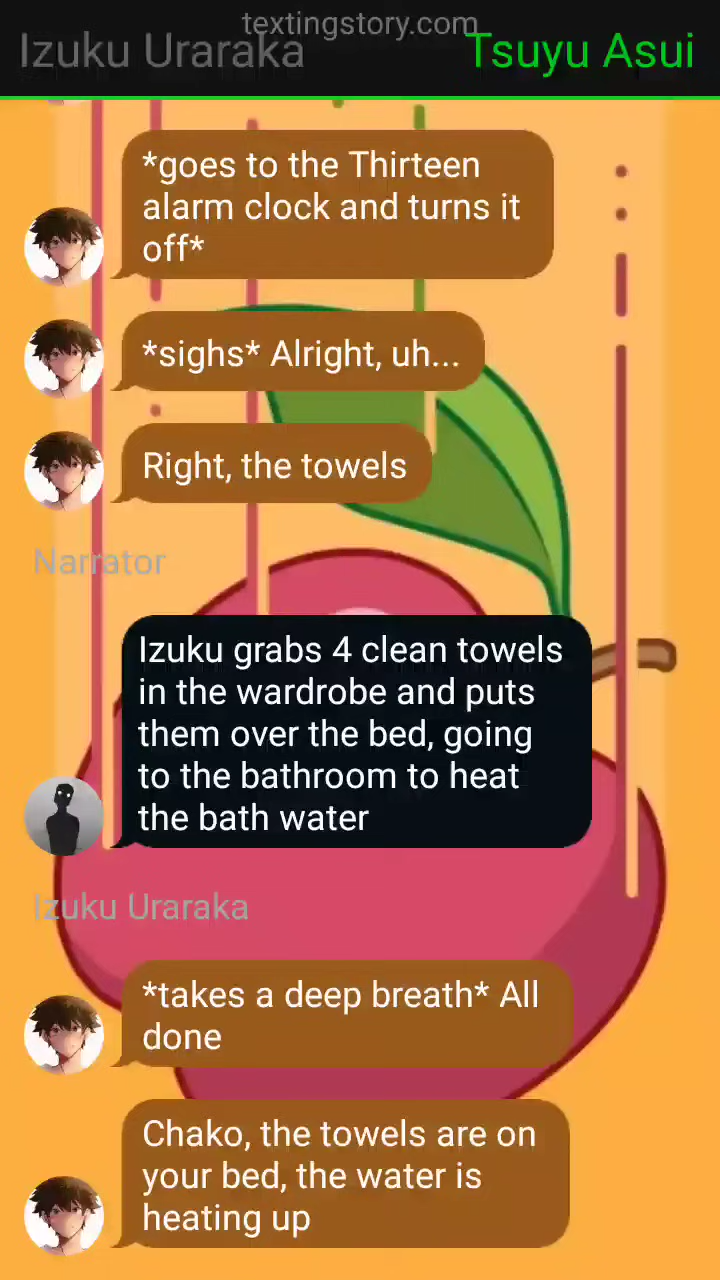 textingstory.com
Izuku Uraraka Tsuyu Asui
*goes to the Thirteen
alarm clock and turns it
off*
*sighs* Alright, uh...
Right, the towels
Narrator
Izuku grabs 4 clean towels
in the wardrobe and puts
them over the bed, going
to the bathroom to heat
the bath water
Izuku Uraraka
*takes a deep breath* All
done
Chako, the towels are on
your bed, the water is
heating up